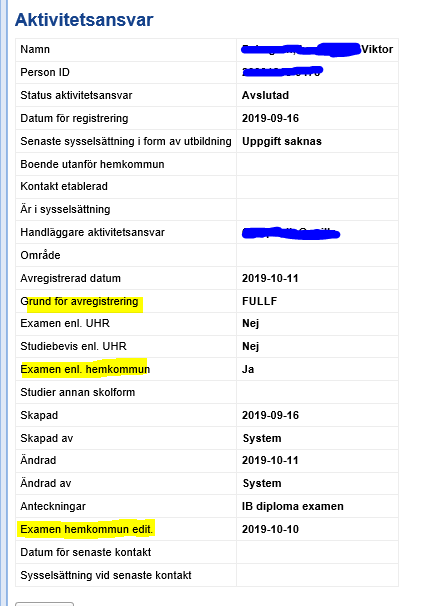 Aktivitetsansvar
Namn Viktor
Person ID
Status aktivitetsansvar Avslutad
Datum för registrering 2019-09-16
Senaste sysselsättning i form av utbildning Uppgift saknas
Boende utanför hemkommun
Kontakt etablerad
Är i sysselsättning
Handläggare aktivitetsansvar
Område
Avregistrerad datum 2019-10-11
Grund för avregistrering FULLF
Examen enl. UHR Nej
Studiebevis enl. UHR Nej
Examen enl. hemkommun Ja
Studier annan skolform
Skapad 2019-09-16
Skapad av System
Ändrad 2019-10-11
Ändrad av System
Anteckningar IB diploma examen
Examen hemkommun edit. 2019-10-10
Datum för senaste kontakt
Sysselsättning vid senaste kontakt